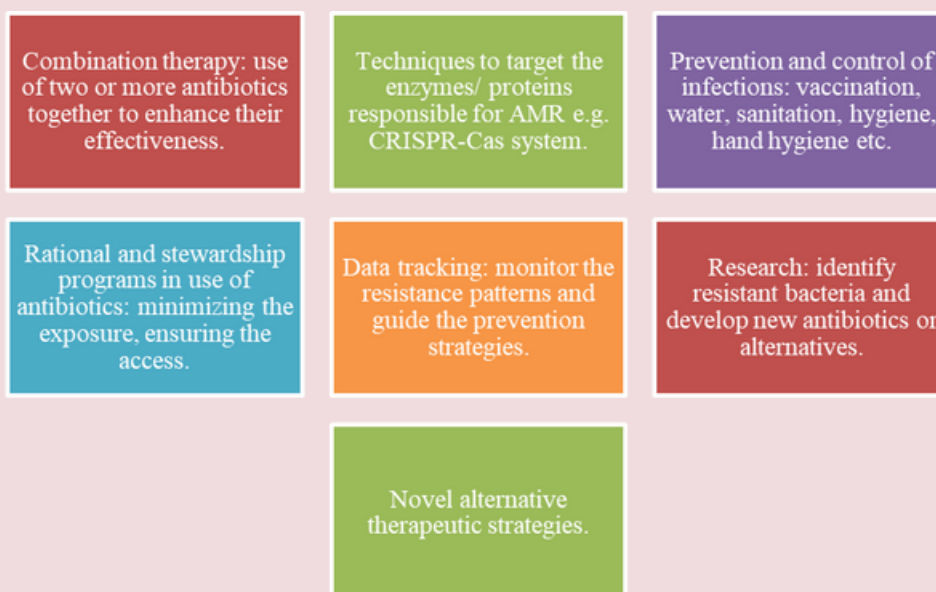 Combination therapy: use
of two or more antibiotics
together to enhance their
effectiveness.
Techniques to target the
enzymes/ proteins
responsible for AMR e.g.
CRISPR-Cas system.
Prevention and control of
infections: vaccination,
water, sanitation, hygiene,
hand hygiene etc.
Rational and stewardship
programs in use of
antibiotics: minimizing the
exposure, ensuring the
access.
Data tracking: monitor the
resistance patterns and
guide the prevention
strategies.
Research: identify
resistant bacteria and
develop new antibiotics or
alternatives.
Novel alternative
therapeutic strategies.